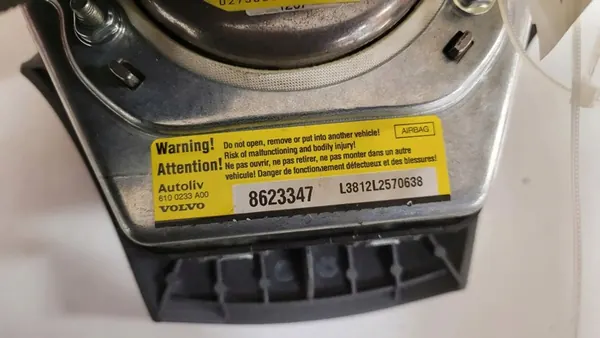 Warning!
Do not open, remove or put into another vehicle!
Risk of malfunctioning and bodily injury!
AIRBAG
Attention!
Ne pas ouvrir, ne pas retirer, ne pas monter dans un autre
vehicule! Danger de fonctionnement défectueux et des blessures!
Autoliv
610 0233 A00
VOLVO
8623347
L3812L2570638